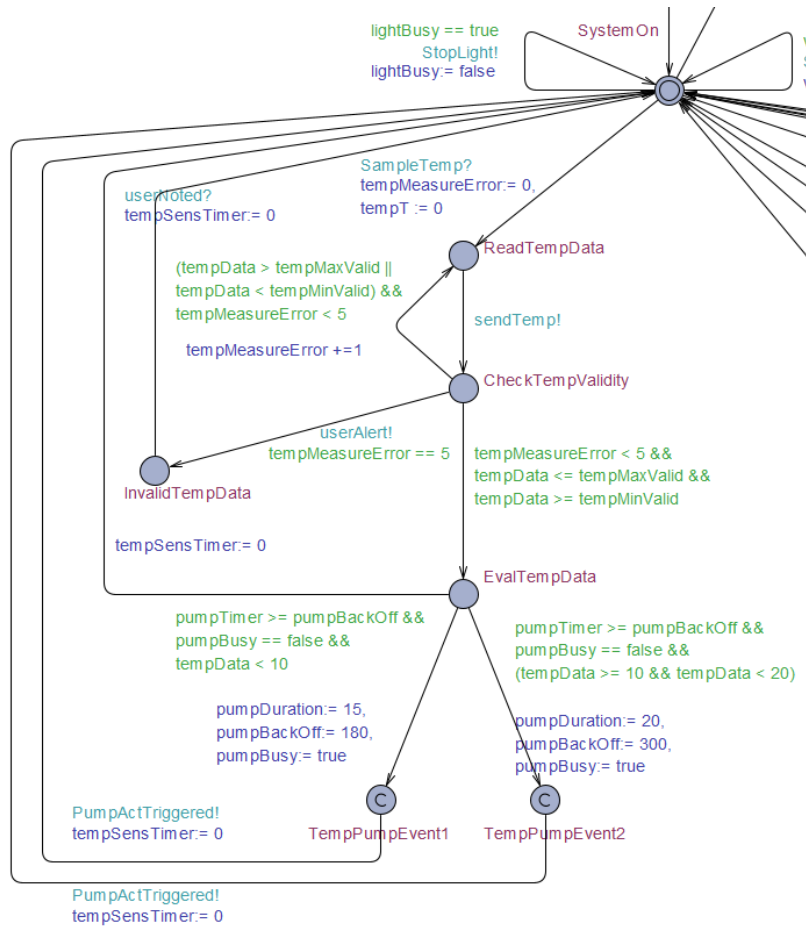 lightBusy == true
StopLight!
lightBusy:= false
SystemOn
SampleTemp?
tempMeasureError:= 0,
tempT := 0
userNoted?
tempSensTimer:= 0
ReadTempData
(tempData > tempMaxValid ||
tempData < tempMinValid) &&
tempMeasureError < 5
tempMeasureError +=1
sendTemp!
CheckTempValidity
userAlert!
tempMeasureError == 5
tempMeasureError < 5 &&
tempData <= tempMaxValid &&
tempData >= tempMinValid
InvalidTempData
tempSensTimer:= 0
EvalTempData
pumpTimer >= pumpBackOff &&
pumpBusy == false &&
tempData < 10
pumpTimer >= pumpBackOff &&
pumpBusy == false &&
(tempData >= 10 && tempData < 20)
pumpDuration:= 15,
pumpBackOff:= 180,
pumpBusy:= true
pumpDuration:= 20,
pumpBackOff:= 300,
pumpBusy:= true
C
C
PumpActTriggered!
tempSensTimer:= 0
TempPumpEvent1
TempPumpEvent2
PumpActTriggered!
tempSensTimer:= 0